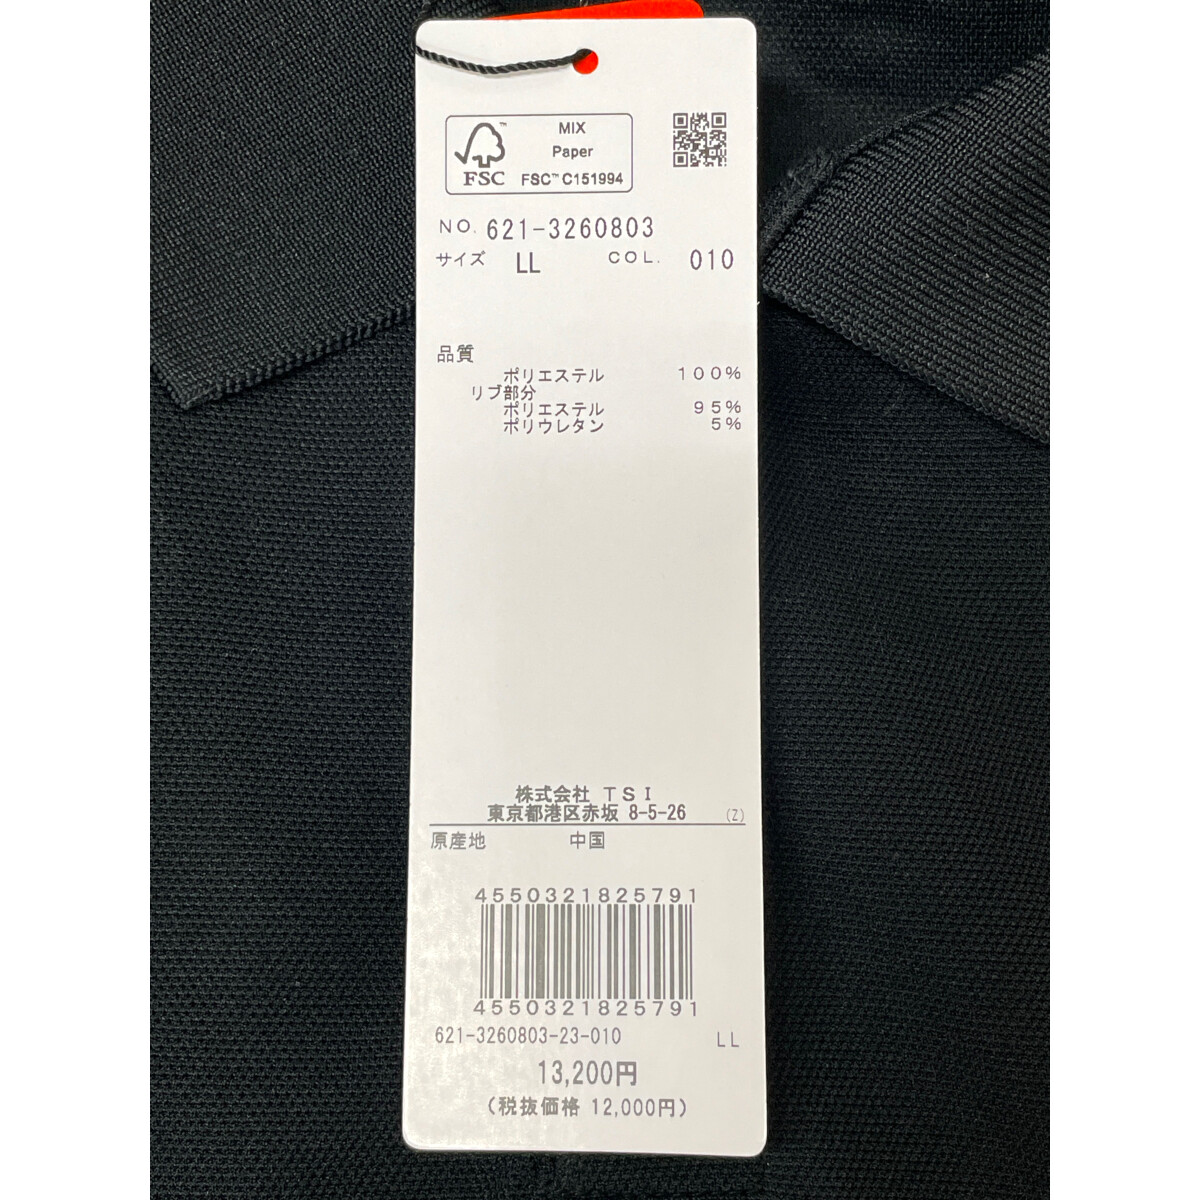 MIX
Paper
FSC™ C151994
FSC
NO. 621-3260803
サイズ LL COL. 010
品質
ポリエステル 100%
リブ部分
ポリエステル 95%
ポリウレタン 5%
株式会社 TSI
東京都港区赤坂 8-5-26 (Z)
原産地 中国
4550321825791
4550321825791
621-3260803-23-010 LL
13,200円
(税抜価格 12,000円)